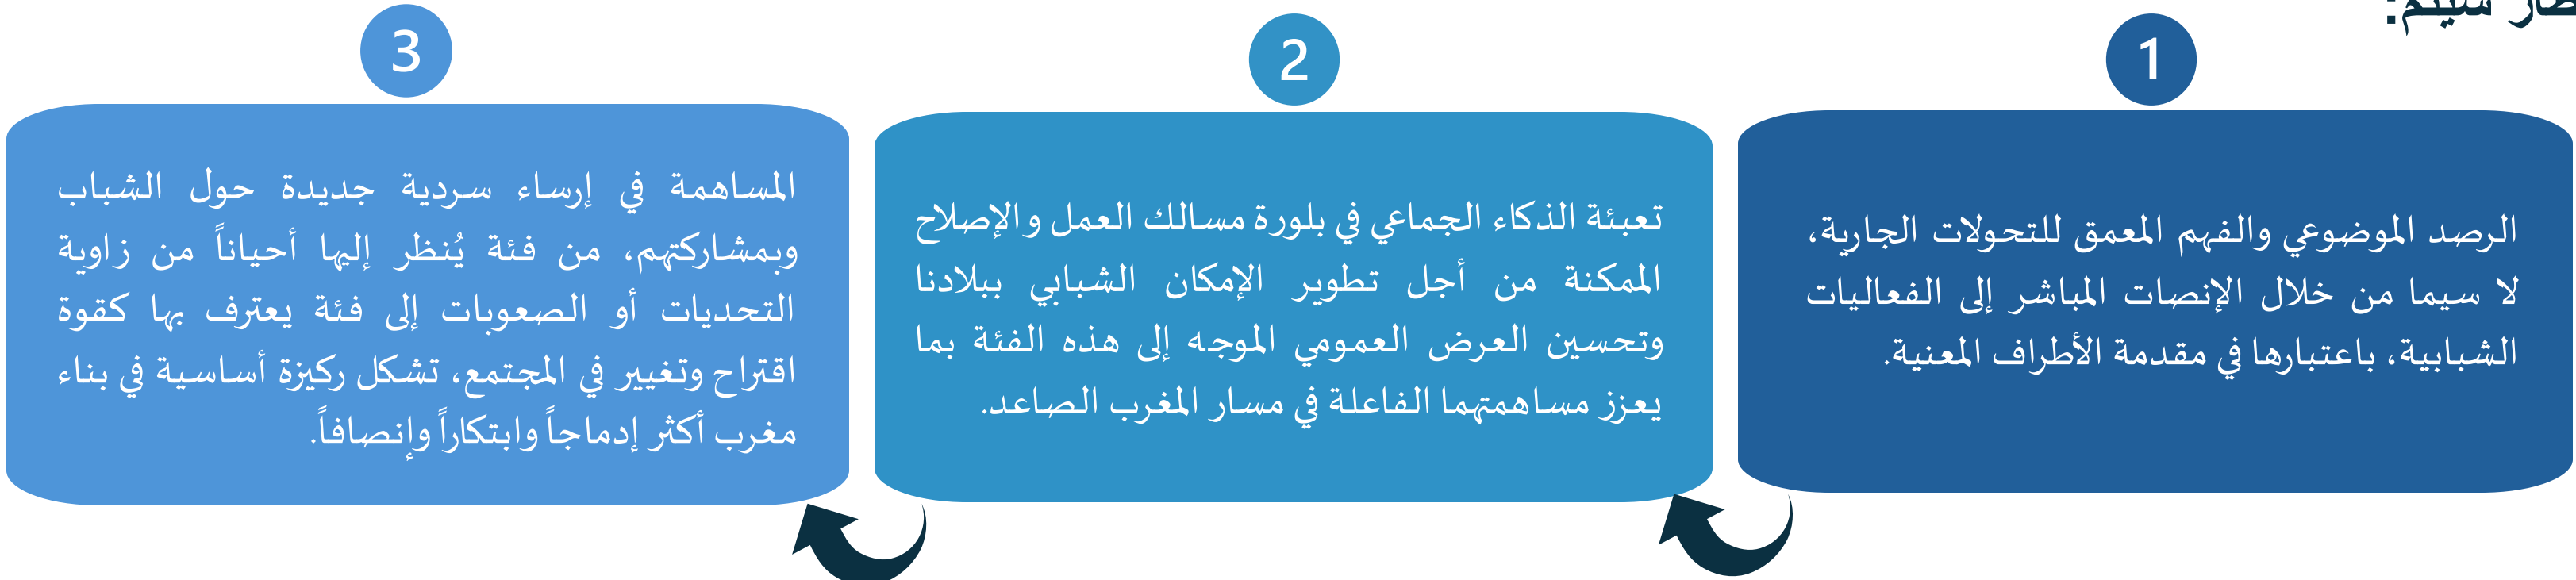 سيتم:
1
الرصد الموضوعي والفهم المعمق للتحولات الجارية،
لا سيما من خلال الإنصات المباشر إلى الفعاليات
الشبابية، باعتبارها في مقدمة الأطراف المعنية.
2
تعبئة الذكاء الجماعي في بلورة مسالك العمل والإصلاح
الممكنة من أجل تطوير الإمكان الشبابي ببلادنا
وتحسين العرض العمومي الموجه إلى هذه الفئة بما
يعزز مساهمتهما الفاعلة في مسار المغرب الصاعد.
3
المساهمة في إرساء سردية جديدة حول الشباب
وبمشاركتهم، من فئة يُنظر إليها أحياناً من زاوية
التحديات أو الصعوبات إلى فئة يعترف بها كقوة
اقتراح وتغيير في المجتمع، تشكل ركيزة أساسية في بناء
مغرب أكثر إدماجاً وابتكاراً وإنصافاً.